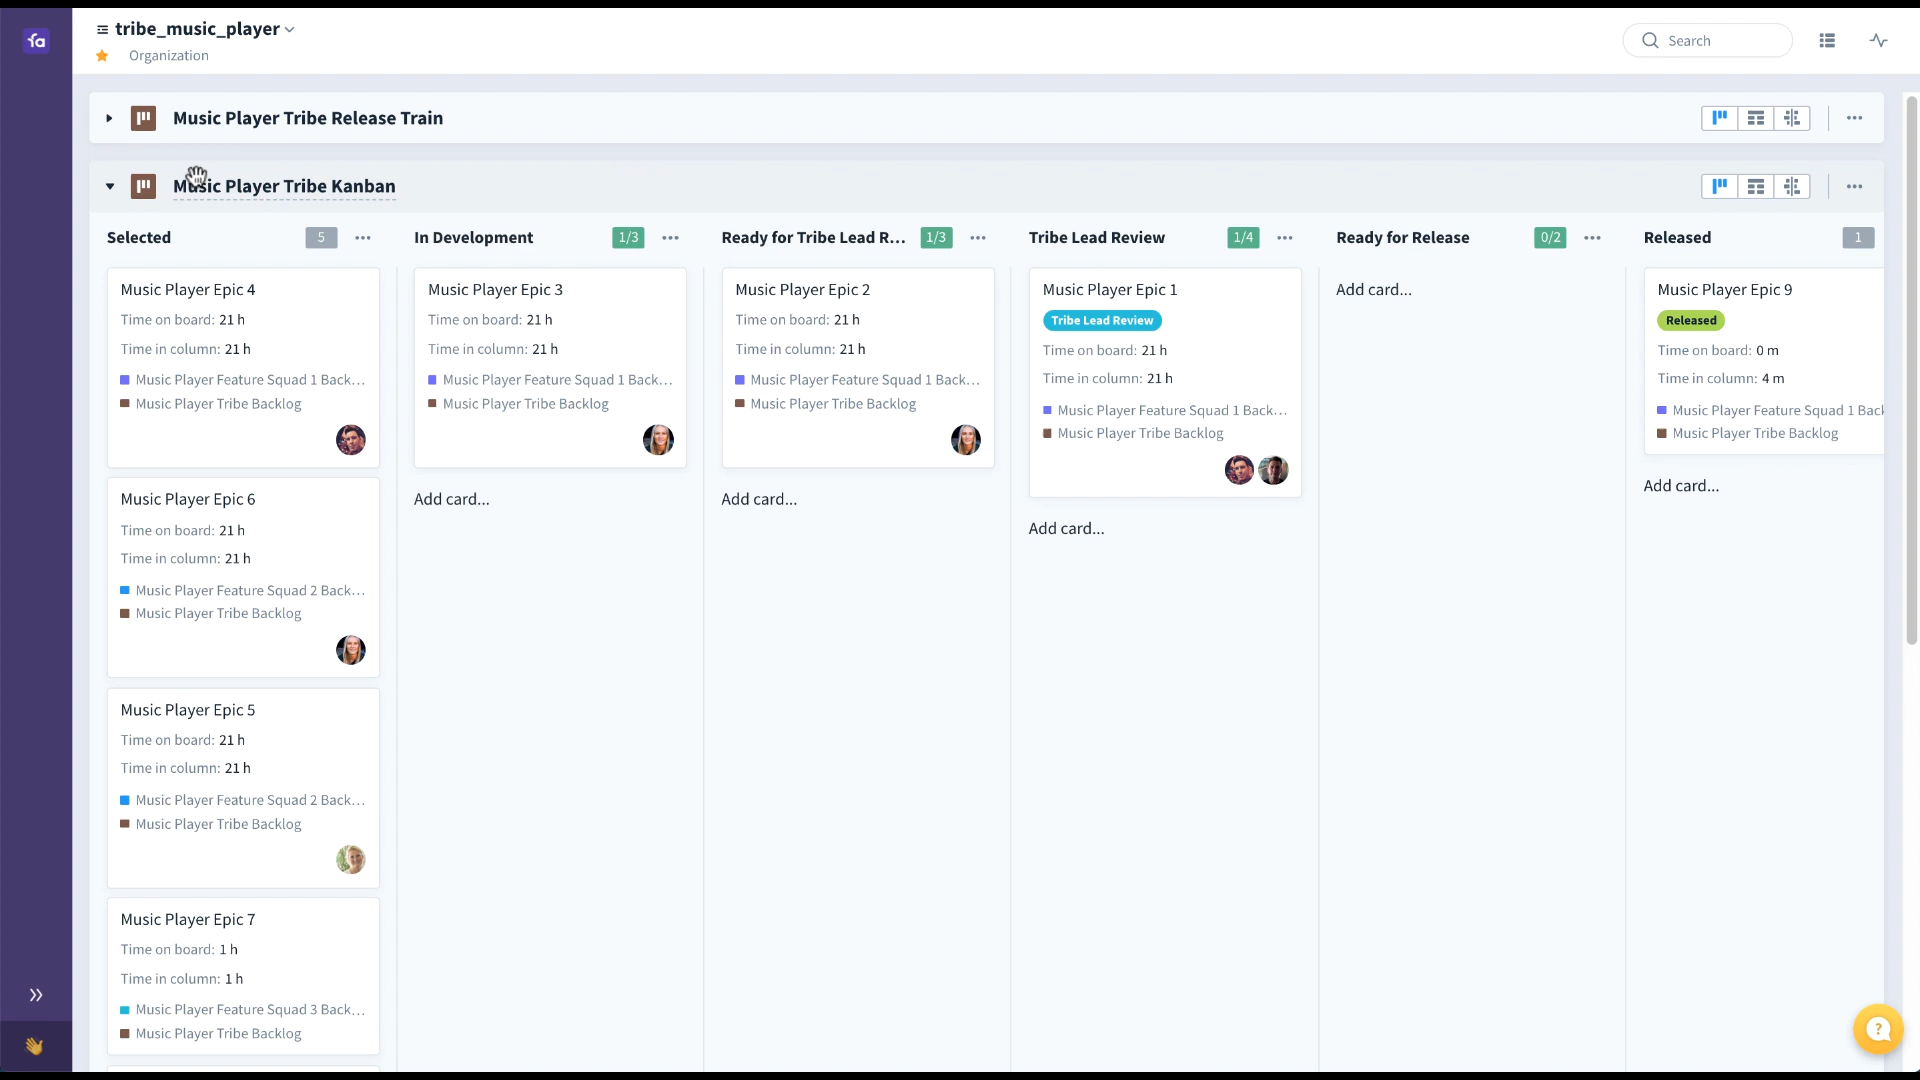 fa
tribe_music_player
Organization
Search
Music Player Tribe Release Train
Music Player Tribe Kanban
Selected
5
In Development
1/3
Ready for Tribe Lead R...
1/3
Tribe Lead Review
1/4
Ready for Release
0/2
Released
1
Music Player Epic 4
Time on board: 21 h
Time in column: 21 h
Music Player Feature Squad 1 Back...
Music Player Tribe Backlog
Music Player Epic 6
Time on board: 21 h
Time in column: 21 h
Music Player Feature Squad 2 Back...
Music Player Tribe Backlog
Music Player Epic 5
Time on board: 21 h
Time in column: 21 h
Music Player Feature Squad 2 Back...
Music Player Tribe Backlog
Music Player Epic 7
Time on board: 1 h
Time in column: 1 h
Music Player Feature Squad 3 Back...
Music Player Tribe Backlog
Music Player Epic 3
Time on board: 21 h
Time in column: 21 h
Music Player Feature Squad 1 Back...
Music Player Tribe Backlog
Add card...
Music Player Epic 2
Time on board: 21 h
Time in column: 21 h
Music Player Feature Squad 1 Back...
Music Player Tribe Backlog
Add card...
Music Player Epic 1
Tribe Lead Review
Time on board: 21 h
Time in column: 21 h
Music Player Feature Squad 1 Back...
Music Player Tribe Backlog
Add card...
Add card...
Music Player Epic 9
Released
Time on board: 0 m
Time in column: 4 m
Music Player Feature Squad 1 Back
Music Player Tribe Backlog
Add card...
?